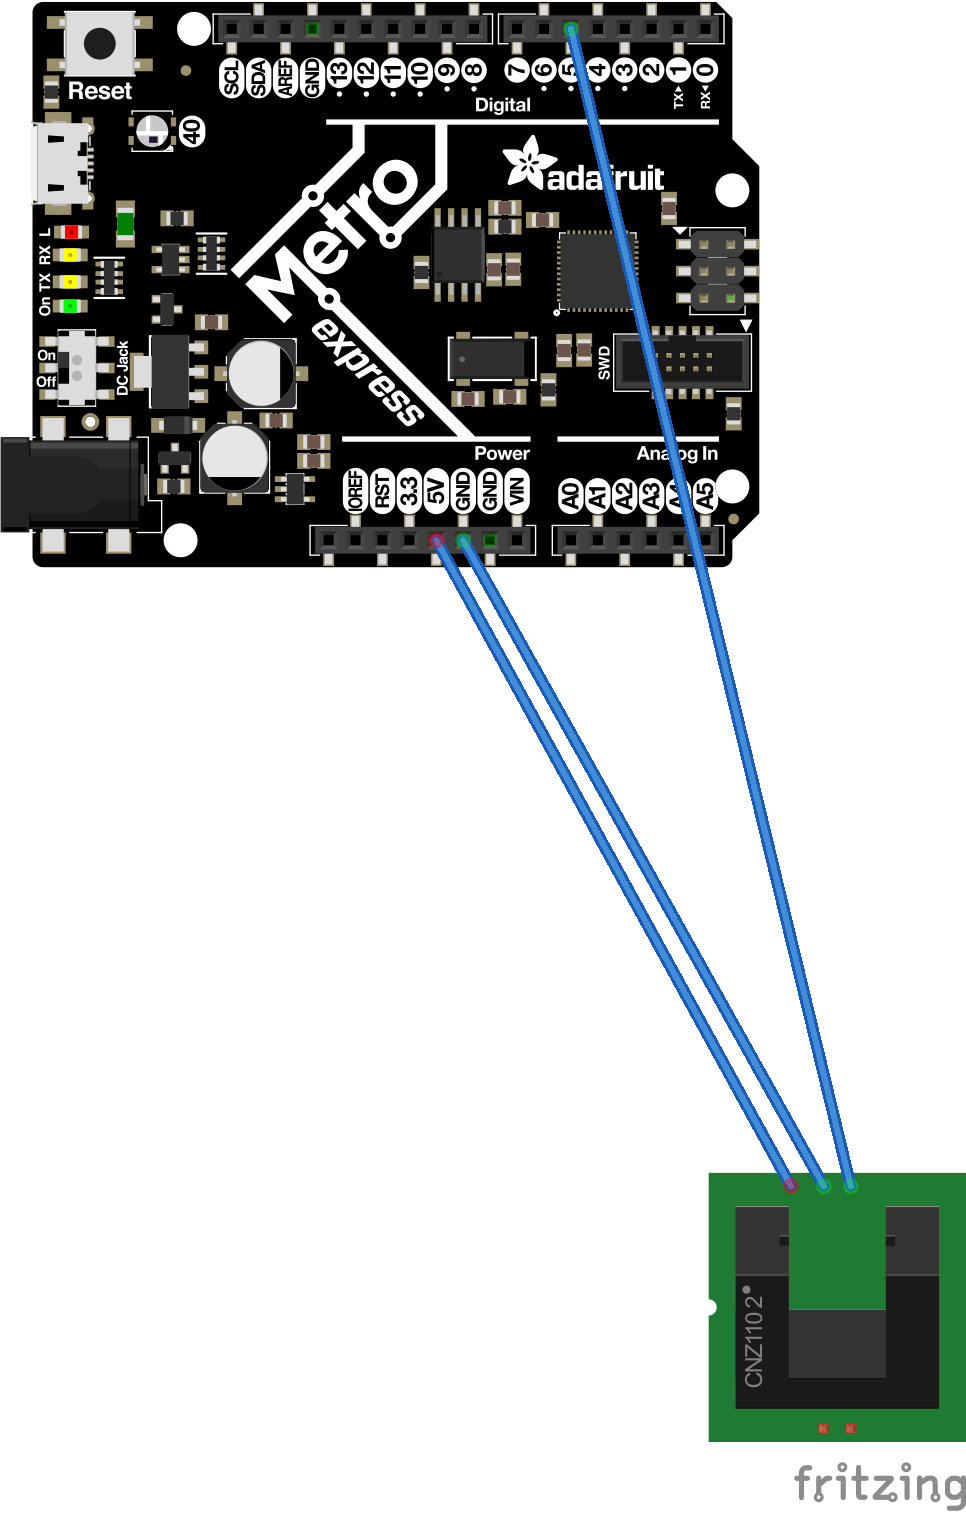 Reset
SCL SDA AREF GND 13 12 11 10 9 8
7 6 5 4 3 2 1 0
TX RX
Digital
40
Metro
express
adafruit
L
RX
TX
On
On
Off
DC Jack
SWD
Power
Analog In
IOREF RST 3.3 5V GND GND VIN
A0 A1 A2 A3 A4 A5
CNZ1102
fritzing